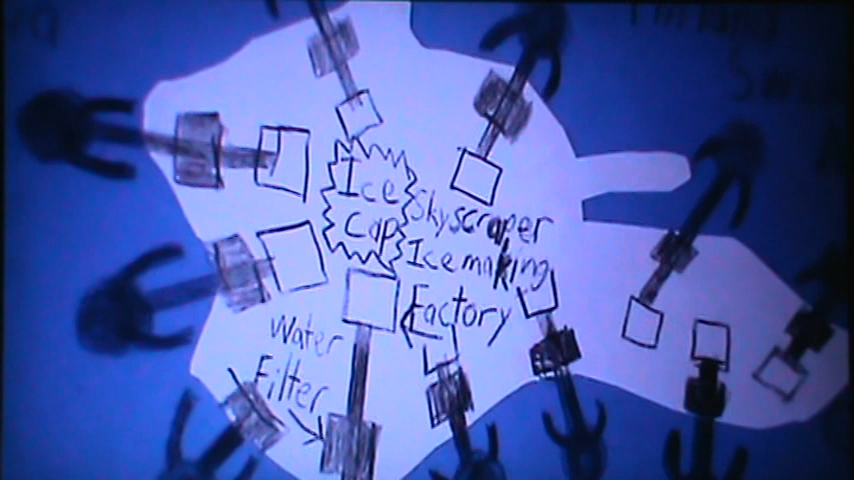 Ice
Cap
Skyscraper
Icemaking
Factory
Water
Filter